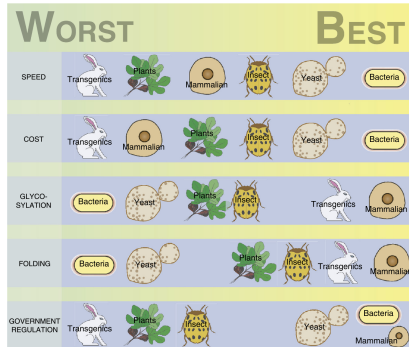 WORST BEST
SPEED Transgenics Plants Mammalian Insect Yeast Bacteria
COST Transgenics Mammalian Plants Insect Yeast Bacteria
GLYCO-
SYLATION Bacteria Yeast Plants Insect Transgenics Mammalian
FOLDING Bacteria Yeast Plants Insect Transgenics Mammalian
GOVERNMENT
REGULATION Transgenics Plants Insect Yeast Bacteria
Mammalian